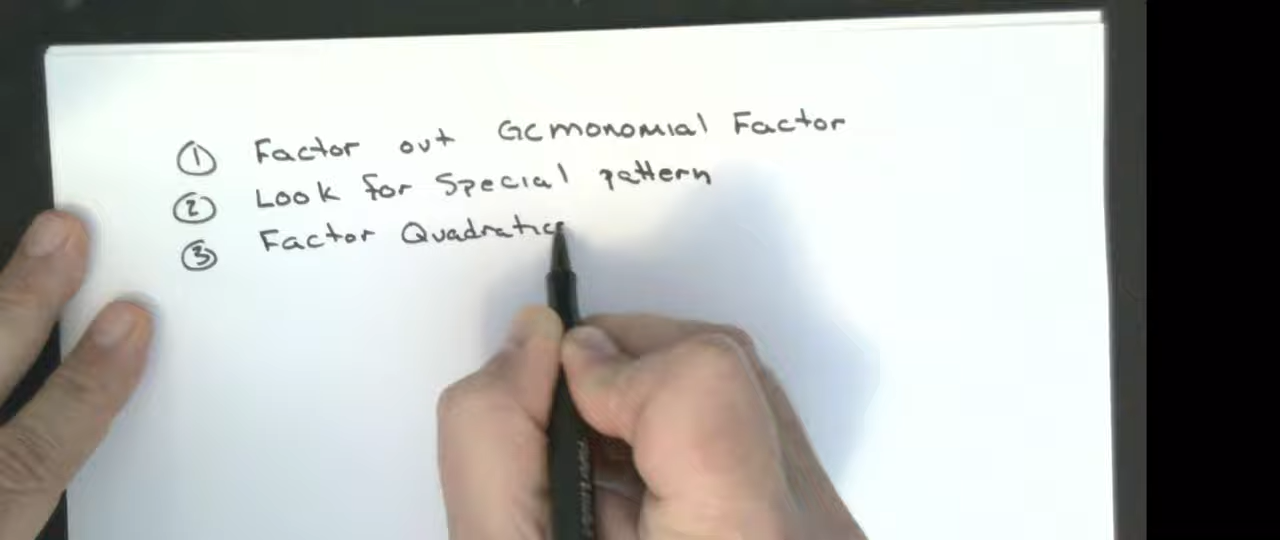 ① Factor out GCmonomial Factor
② Look for Special pattern
③ Factor Quadratic